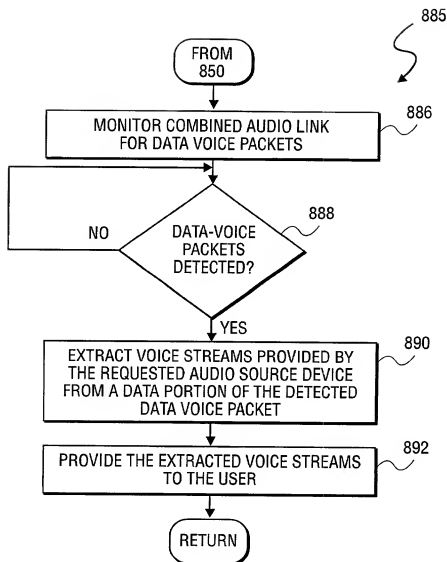 885
FROM
850
886
MONITOR COMBINED AUDIO LINK
FOR DATA VOICE PACKETS
888
NO
DATA-VOICE
PACKETS
DETECTED?
YES
890
EXTRACT VOICE STREAMS PROVIDED BY
THE REQUESTED AUDIO SOURCE DEVICE
FROM A DATA PORTION OF THE DETECTED
DATA VOICE PACKET
892
PROVIDE THE EXTRACTED VOICE STREAMS
TO THE USER
RETURN